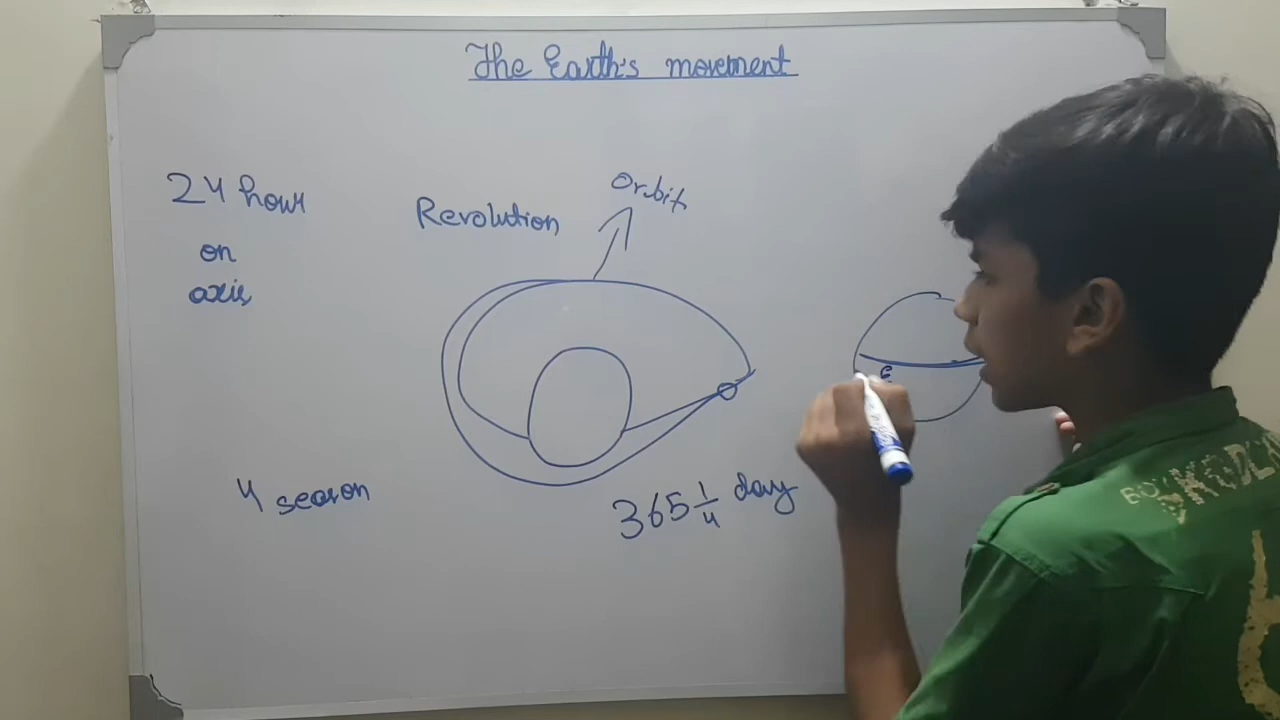 The Earth's movement
24 hour
on
axis
Revolution
Orbit
E
4 season
365 1/4 day